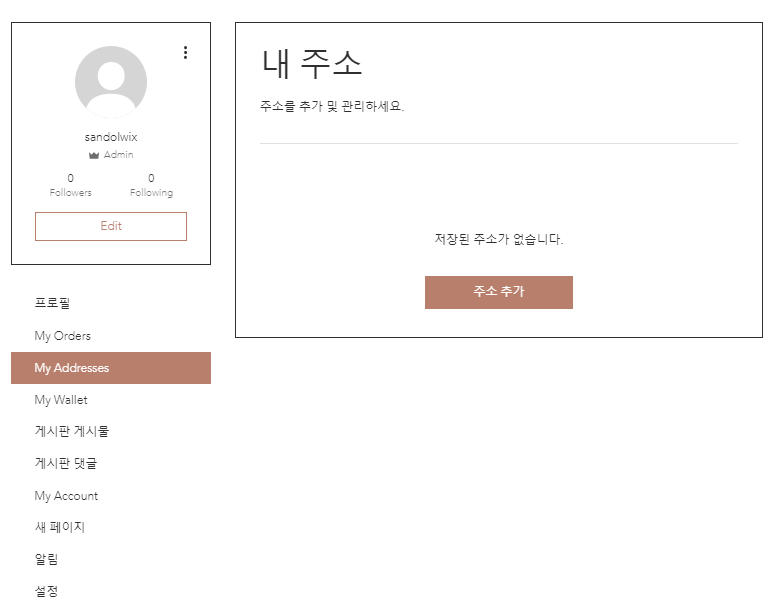 sandolwix
Admin
0
Followers
0
Following
Edit
프로필
My Orders
My Addresses
My Wallet
게시판 게시물
게시판 댓글
My Account
새 페이지
알림
설정
내 주소
주소를 추가 및 관리하세요.
저장된 주소가 없습니다.
주소 추가